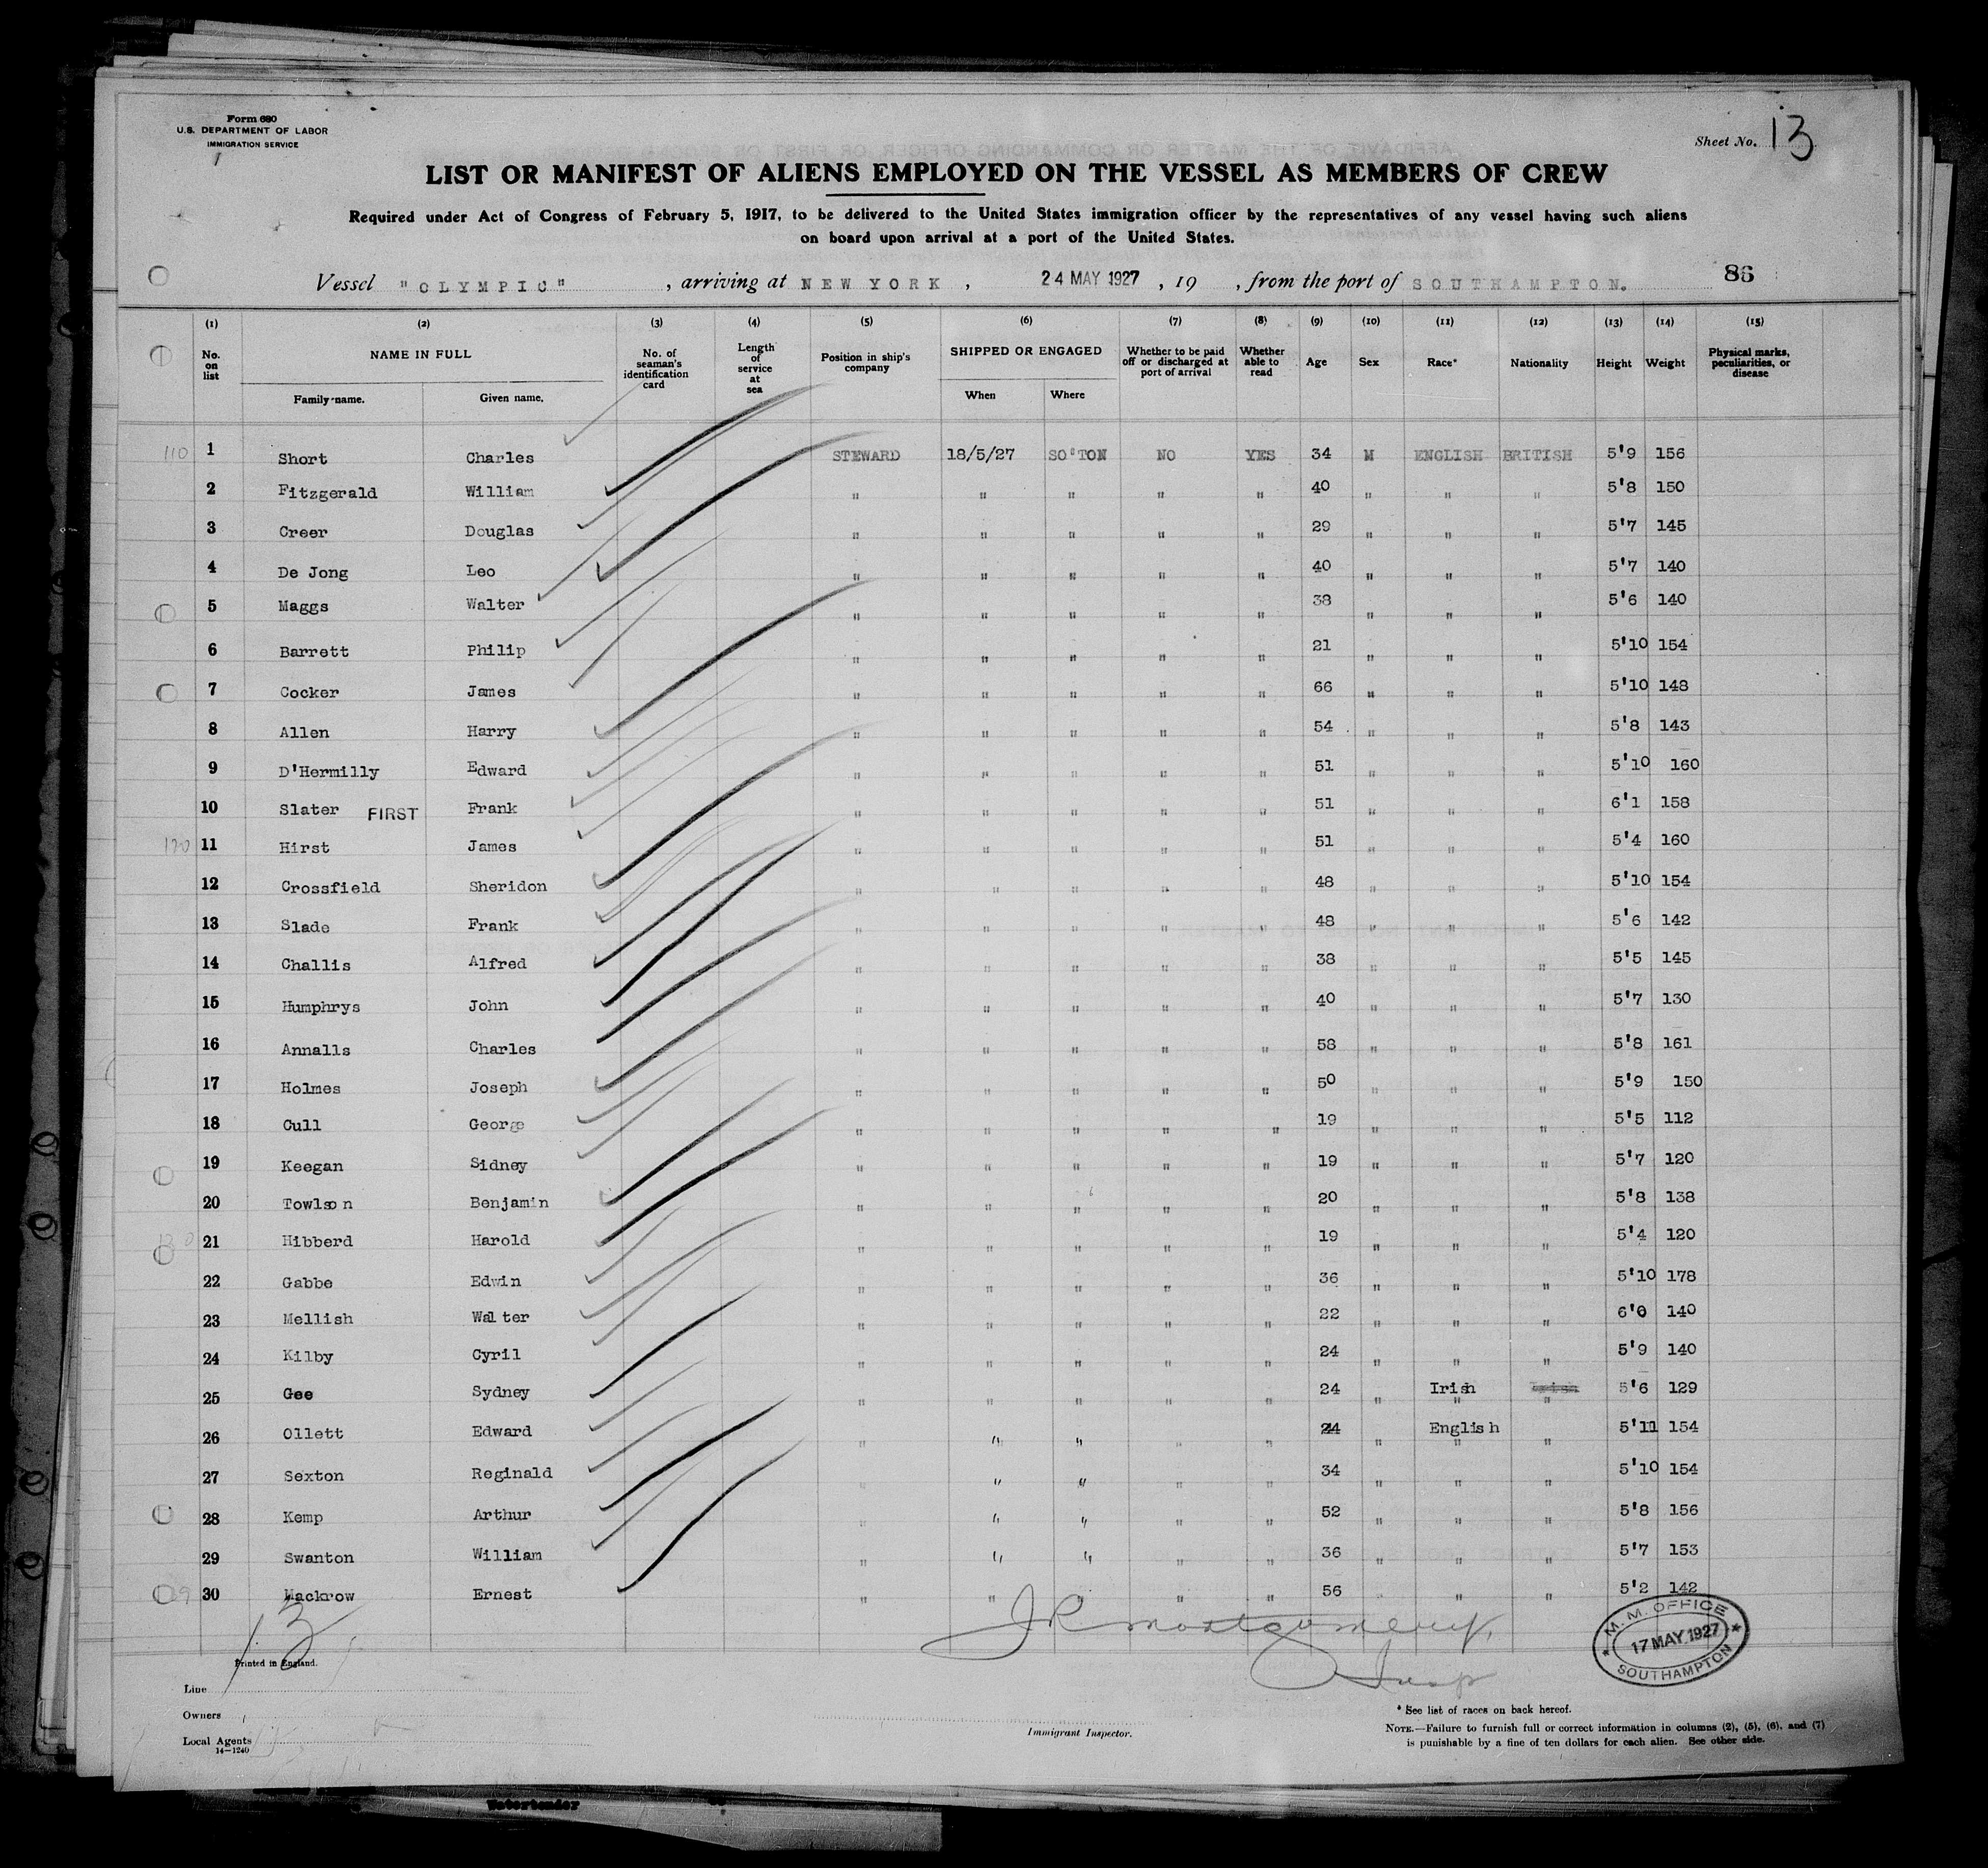 Form 680
U.S. DEPARTMENT OF LABOR
IMMIGRATION SERVICE
Sheet No. 13
LIST OR MANIFEST OF ALIENS EMPLOYED ON THE VESSEL AS MEMBERS OF CREW
Required under Act of Congress of February 5, 1917, to be delivered to the United States immigration officer by the representatives of any vessel having such aliens
on board upon arrival at a port of the United States.
Vessel "OLYMPIC" , arriving at NEW YORK , 24 MAY 1927 , 19 , from the port of SOUTHAMPTON. 86
(1) (2) (3) (4) (5) (6) (7) (8) (9) (10) (11) (12) (13) (14) (15)
No. on list NAME IN FULL Family name. Given name. No. of seaman's identification card Length of service at sea Position in ship's company SHIPPED OR ENGAGED When Where Whether to be paid off or discharged at port of arrival Whether able to read Age Sex Race* Nationality Height Weight Physical marks, peculiarities, or disease
110 1 Short Charles STEWARD 18/5/27 SO'TON NO YES 34 M ENGLISH BRITISH 5'9 156
2 Fitzgerald William " " " " " 40 " " " 5'8 150
3 Creer Douglas " " " " " 29 " " " 5'7 145
4 De Jong Leo " " " " " 40 " " " 5'7 140
5 Maggs Walter " " " " " 38 " " " 5'6 140
6 Barrett Philip " " " " " 21 " " " 5'10 154
7 Cocker James " " " " " 66 " " " 5'10 148
8 Allen Harry " " " " " 54 " " " 5'8 143
9 D'Hermilly Edward " " " " " 51 " " " 5'10 160
10 Slater FIRST Frank " " " " " 51 " " " 6'1 158
120 11 Hirst James " " " " " 51 " " " 5'4 160
12 Crossfield Sheridon " " " " " 48 " " " 5'10 154
13 Slade Frank " " " " " 48 " " " 5'6 142
14 Challis Alfred " " " " " 38 " " " 5'5 145
15 Humphrys John " " " " " 40 " " " 5'7 130
16 Annalls Charles " " " " " 58 " " " 5'8 161
17 Holmes Joseph " " " " " 50 " " " 5'9 150
18 Cull George " " " " " 19 " " " 5'5 112
19 Keegan Sidney " " " " " 19 " " " 5'7 120
20 Towlson Benjamin " " " " " 20 " " " 5'8 138
130 21 Hibberd Harold " " " " " 19 " " " 5'4 120
22 Gabbe Edwin " " " " " 36 " " " 5'10 178
23 Mellish Walter " " " " " 22 " " " 6'0 140
24 Kilby Cyril " " " " " 24 " " " 5'9 140
25 Gee Sydney " " " " " 24 " Irish " 5'6 129
26 Ollett Edward " " " " " 24 " English " 5'11 154
27 Sexton Reginald " " " " " 34 " " " 5'10 154
28 Kemp Arthur " " " " " 52 " " " 5'8 156
29 Swanton William " " " " " 36 " " " 5'7 153
30 Mackrow Ernest " " " " " 56 " " " 5'2 142
13
J R Montgomery,
Insp
M. M. OFFICE
17 MAY 1927
SOUTHAMPTON
Printed in England.
Line
Owners
Local Agents
14—1240
Immigrant Inspector.
* See list of races on back hereof.
NOTE.—Failure to furnish full or correct information in columns (2), (5), (6), and (7)
is punishable by a fine of ten dollars for each alien. See other side.
Watertender